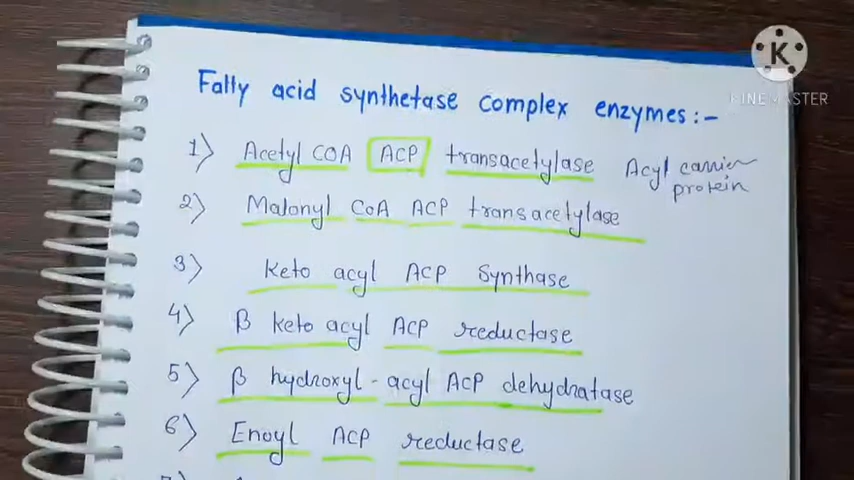 K
KINEMASTER
Fatty acid synthetase complex enzymes:-
1) Acetyl COA ACP transacetylase Acyl carrier
protein
2) Malonyl CoA ACP transacetylase
3) Keto acyl ACP Synthase
4) β keto acyl ACP reductase
5) β hydroxyl-acyl ACP dehydratase
6) Enoyl ACP reductase